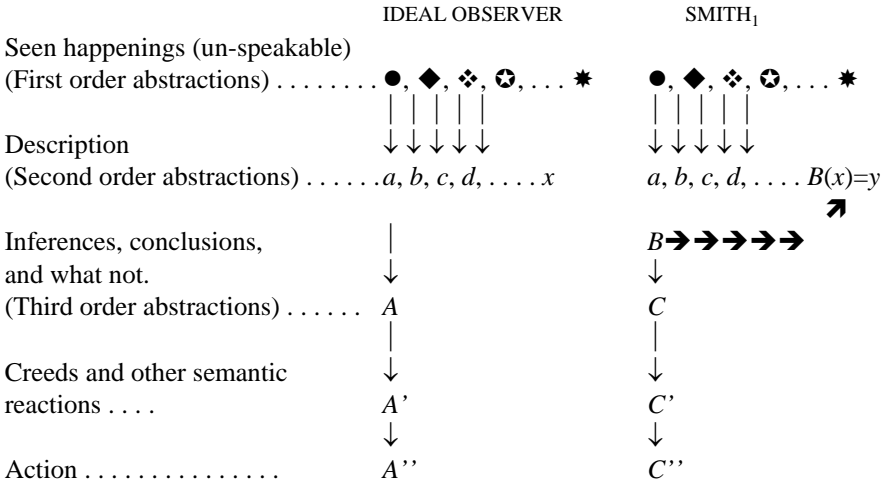 IDEAL OBSERVER SMITH₁
Seen happenings (un-speakable)
(First order abstractions) . . . . . . . . ●, ◆, ❖, ✪, . . . ✷ ●, ◆, ❖, ✪, . . . ✷
| | | | | | | | | |
Description ↓ ↓ ↓ ↓ ↓ ↓ ↓ ↓ ↓ ↓
(Second order abstractions) . . . . . . a, b, c, d, . . . . x a, b, c, d, . . . . B(x)=y
↗
Inferences, conclusions, | B➔➔➔➔➔
and what not. ↓ ↓
(Third order abstractions) . . . . . . A C
| |
Creeds and other semantic ↓ ↓
reactions . . . . A’ C’
↓ ↓
Action . . . . . . . . . . . . . . . A’’ C’’